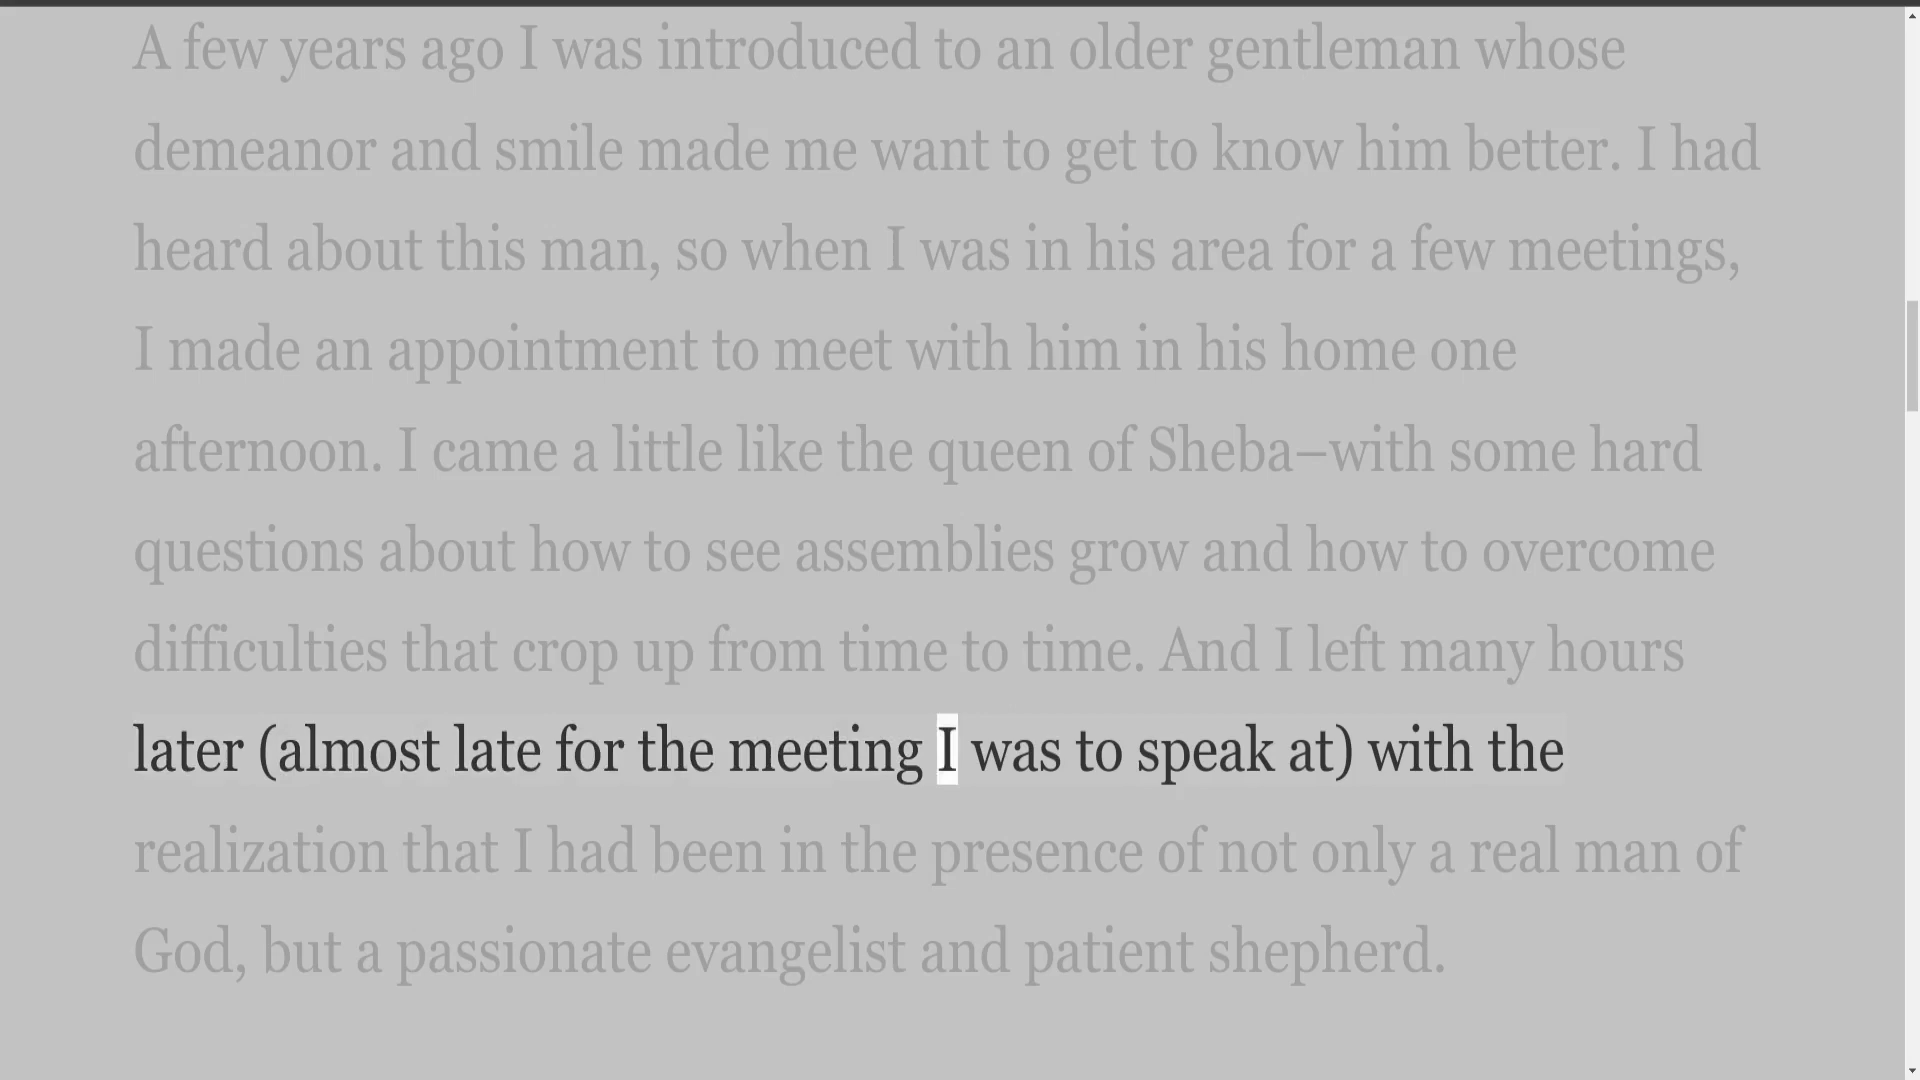 A few years ago I was introduced to an older gentleman whose
demeanor and smile made me want to get to know him better. I had
heard about this man, so when I was in his area for a few meetings,
I made an appointment to meet with him in his home one
afternoon. I came a little like the queen of Sheba–with some hard
questions about how to see assemblies grow and how to overcome
difficulties that crop up from time to time. And I left many hours
later (almost late for the meeting I was to speak at) with the
realization that I had been in the presence of not only a real man of
God, but a passionate evangelist and patient shepherd.